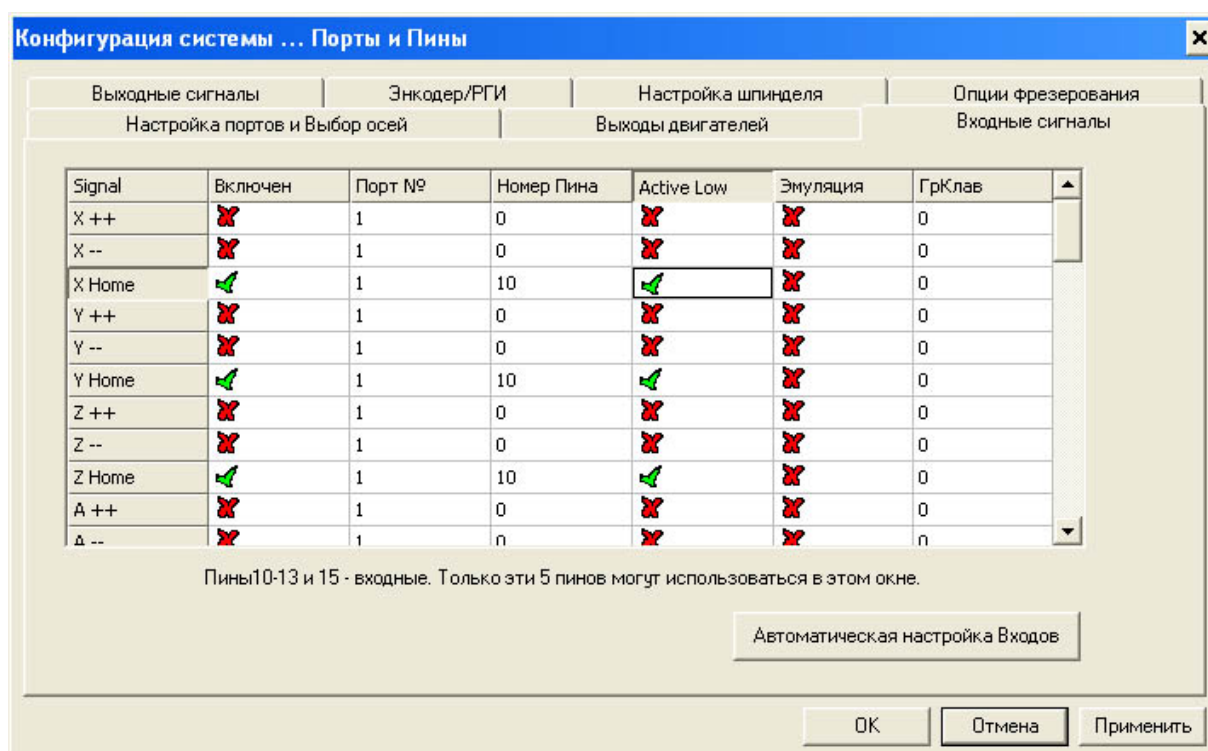 Конфигурация системы ... Порты и Пины
Выходные сигналы Энкодер/РГИ Настройка шпинделя Опции фрезерования
Настройка портов и Выбор осей Выходы двигателей Входные сигналы
Signal Включен Порт № Номер Пина Active Low Эмуляция ГрКлав
X ++ 1 0 0
X -- 1 0 0
X Home 1 10 0
Y ++ 1 0 0
Y -- 1 0 0
Y Home 1 10 0
Z ++ 1 0 0
Z -- 1 0 0
Z Home 1 10 0
A ++ 1 0 0
A -- 1 0 0
Пины10-13 и 15 - входные. Только эти 5 пинов могут использоваться в этом окне.
Автоматическая настройка Входов
OK Отмена Применить